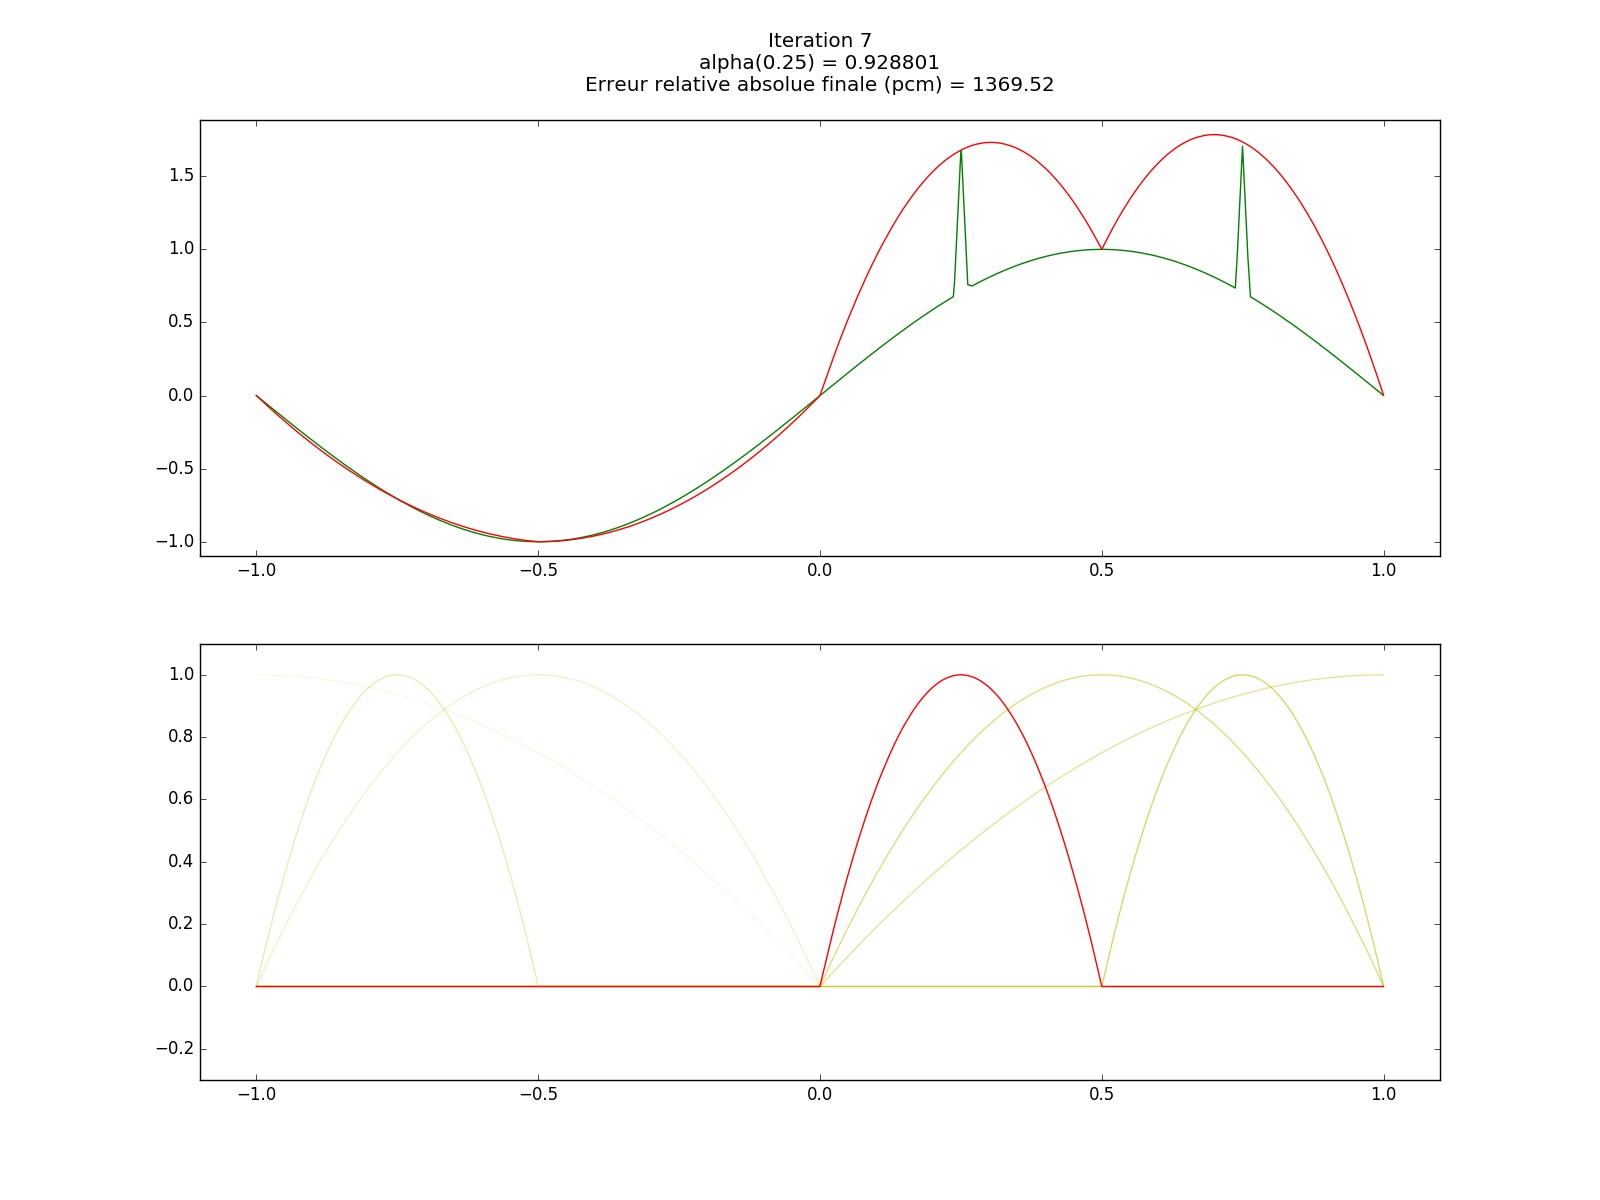 Iteration 7
alpha(0.25) = 0.928801
Erreur relative absolue finale (pcm) = 1369.52
1.5
1.0
0.5
0.0
−0.5
−1.0
−1.0 −0.5 0.0 0.5 1.0
1.0
0.8
0.6
0.4
0.2
0.0
−0.2
−1.0 −0.5 0.0 0.5 1.0